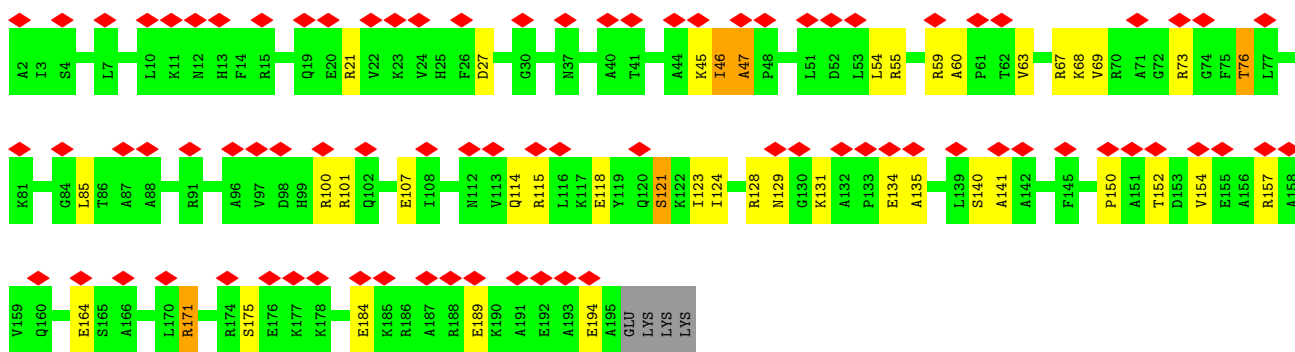 A2 I3 S4 L7 L10 K11 N12 H13 F14 R15 Q19 E20 R21 V22 K23 V24 H25 F26 D27 G30 N37 A40 T41 A44 K45 I46 A47 P48 L51 D52 L53 L54 R55 R59 A60 P61 T62 V63 R67 K68 V69 R70 A71 G72 R73 G74 F75 T76 L77
K81 G84 L85 T86 A87 A88 R91 A96 V97 D98 H99 R100 R101 Q102 E107 I108 N112 V113 Q114 R115 L116 K117 E118 Y119 Q120 S121 K122 I123 I124 R128 N129 G130 K131 A132 P133 E134 A135 L139 S140 A141 A142 F145 P150 A151 T152 D153 V154 E155 A156 R157 A158
V159 Q160 E164 S165 A166 L170 R171 R174 S175 E176 K177 K178 E184 K185 R186 A187 R188 E189 K190 A191 E192 A193 E194 A195 GLU LYS LYS LYS